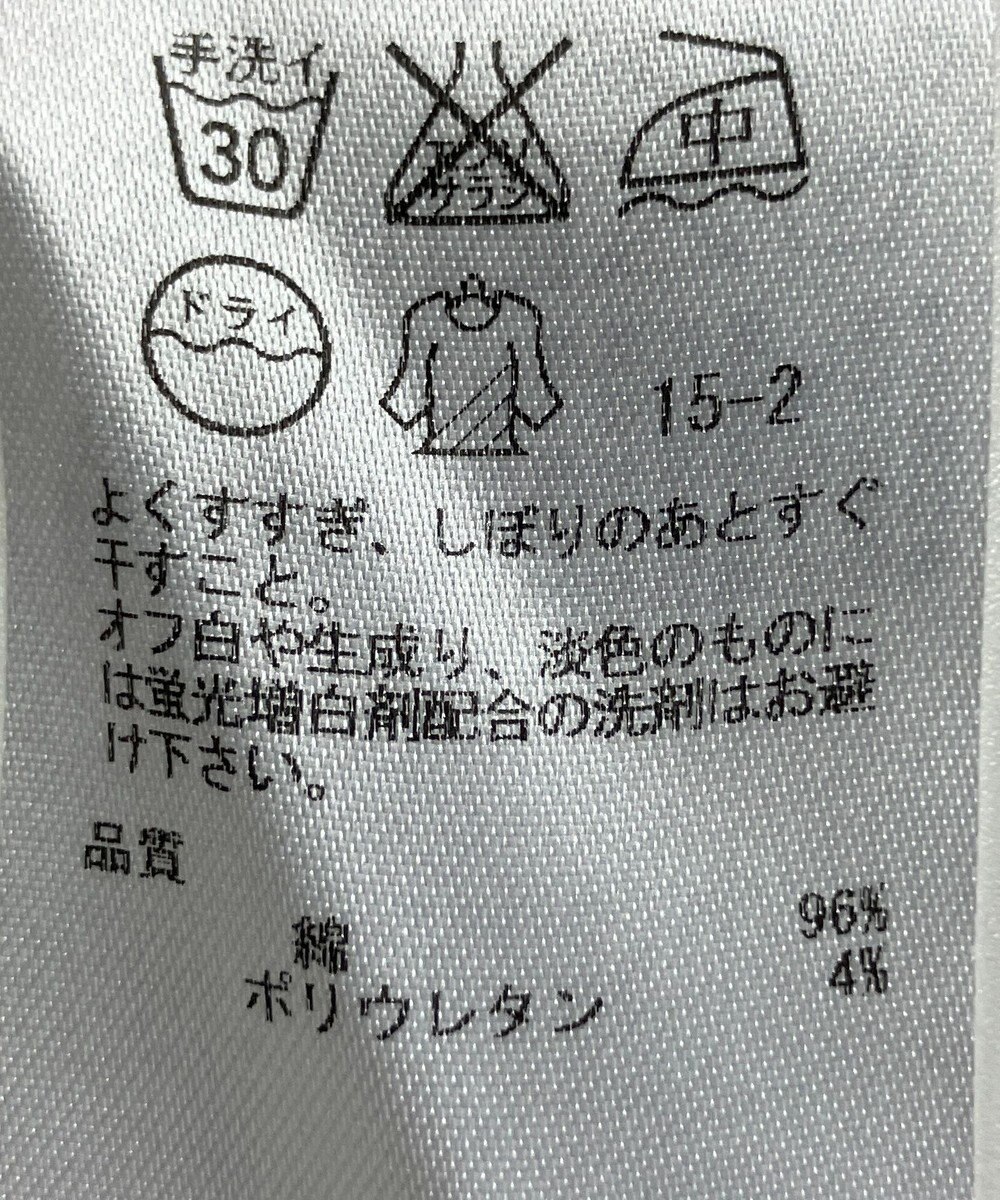 手洗イ
30
エンソ
サラシ
中
ドライ
15-2
よくすすぎ、しぼりのあとすぐ
干すこと。
オフ白や生成り、淡色のものに
は蛍光増白剤配合の洗剤はお避
け下さい。
品質
綿 96%
ポリウレタン 4%